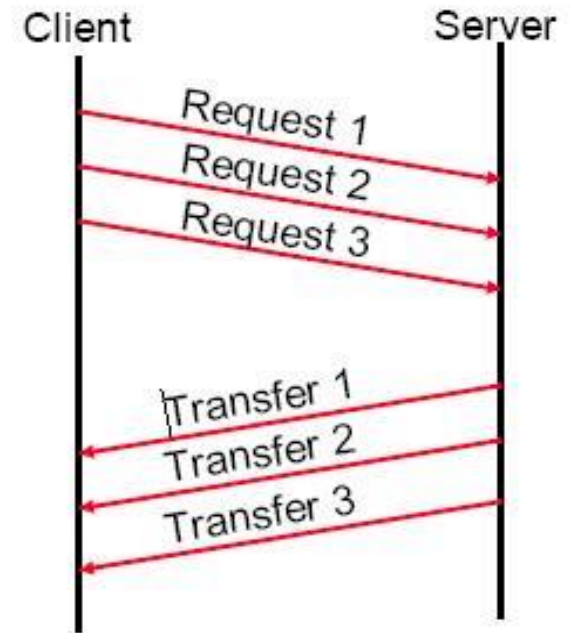 Client
Server
Request 1
Request 2
Request 3
Transfer 1
Transfer 2
Transfer 3